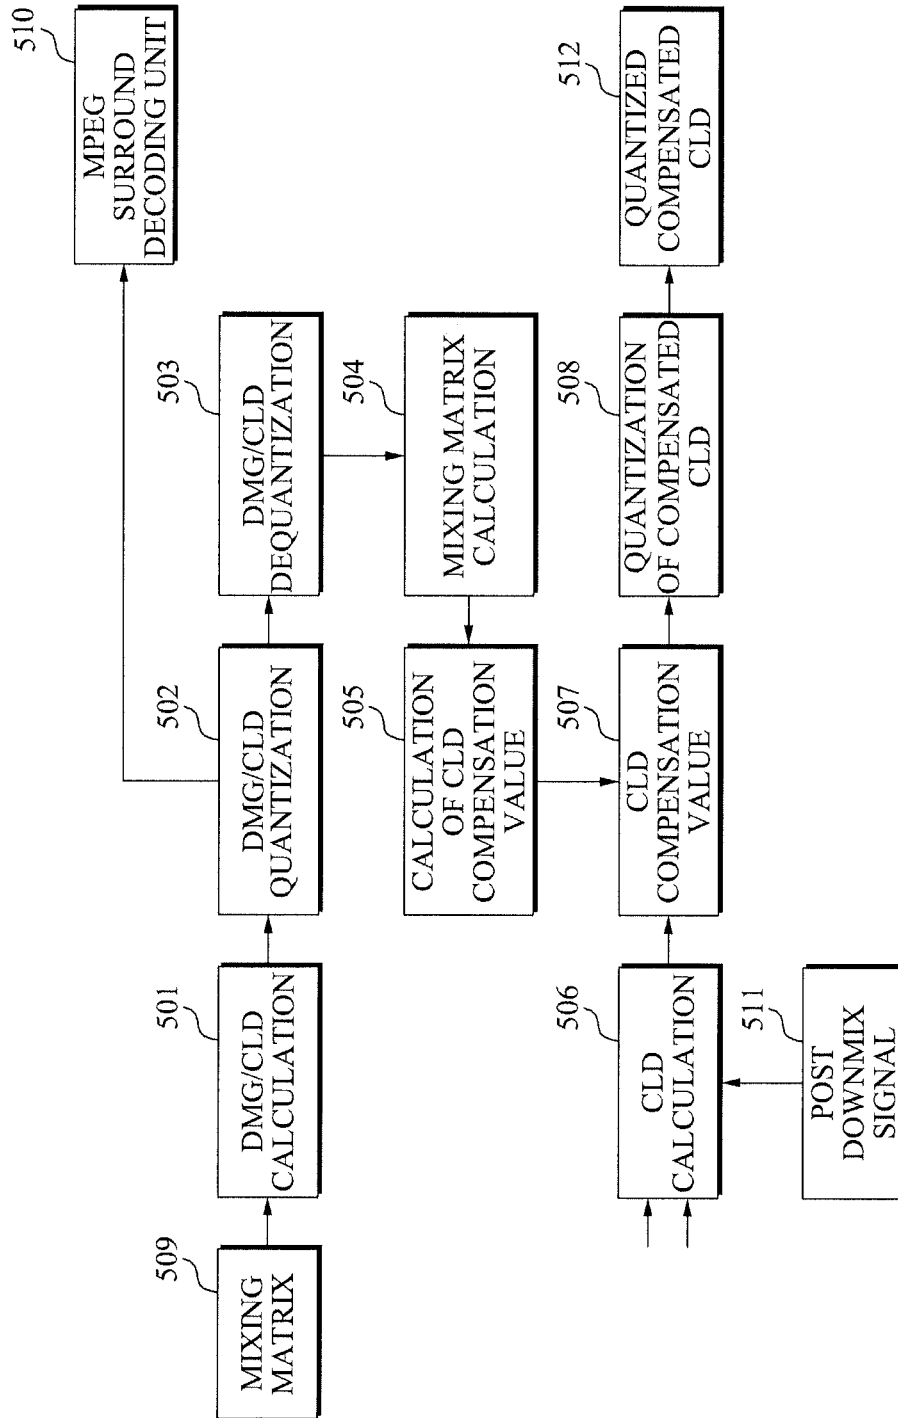 510
MPEG
SURROUND
DECODING UNIT
509
MIXING
MATRIX
501
DMG/CLD
CALCULATION
502
DMG/CLD
QUANTIZATION
503
DMG/CLD
DEQUANTIZATION
505
CALCULATION
OF CLD
COMPENSATION
VALUE
504
MIXING MATRIX
CALCULATION
506
CLD
CALCULATION
507
CLD
COMPENSATION
VALUE
508
QUANTIZATION
OF COMPENSATED
CLD
512
QUANTIZED
COMPENSATED
CLD
511
POST
DOWNMIX
SIGNAL